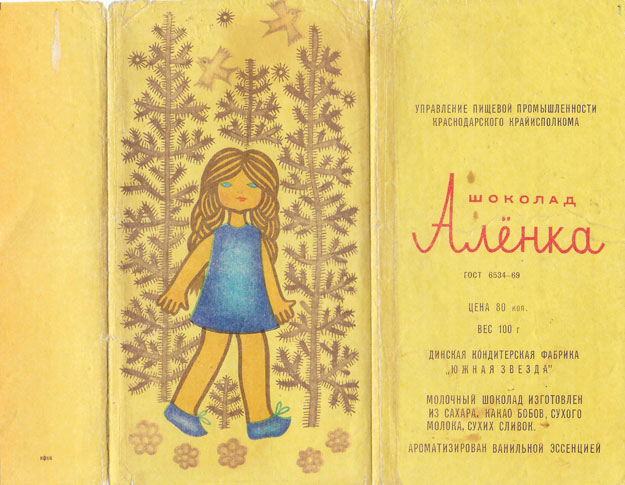 УПРАВЛЕНИЕ ПИЩЕВОЙ ПРОМЫШЛЕННОСТИ
КРАСНОДАРСКОГО КРАЙИСПОЛКОМА
ШОКОЛАД
Алёнка
ГОСТ 6534-69
ЦЕНА 80 коп.
ВЕС 100 г
ДИНСКАЯ КОНДИТЕРСКАЯ ФАБРИКА
„ЮЖНАЯ ЗВЕЗДА"
МОЛОЧНЫЙ ШОКОЛАД ИЗГОТОВЛЕН
ИЗ САХАРА, КАКАО БОБОВ, СУХОГО
МОЛОКА, СУХИХ СЛИВОК.
АРОМАТИЗИРОВАН ВАНИЛЬНОЙ ЭССЕНЦИЕЙ